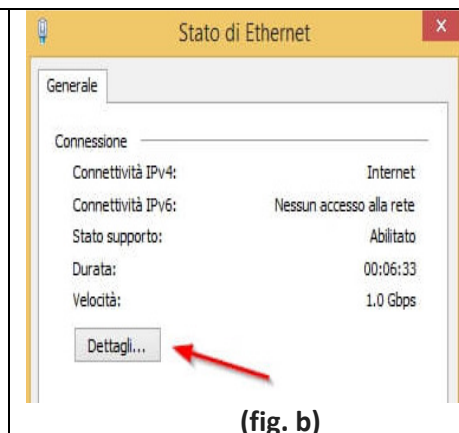 Stato di Ethernet
x
Generale
Connessione
Connettività IPv4: Internet
Connettività IPv6: Nessun accesso alla rete
Stato supporto: Abilitato
Durata: 00:06:33
Velocità: 1.0 Gbps
Dettagli...
(fig. b)